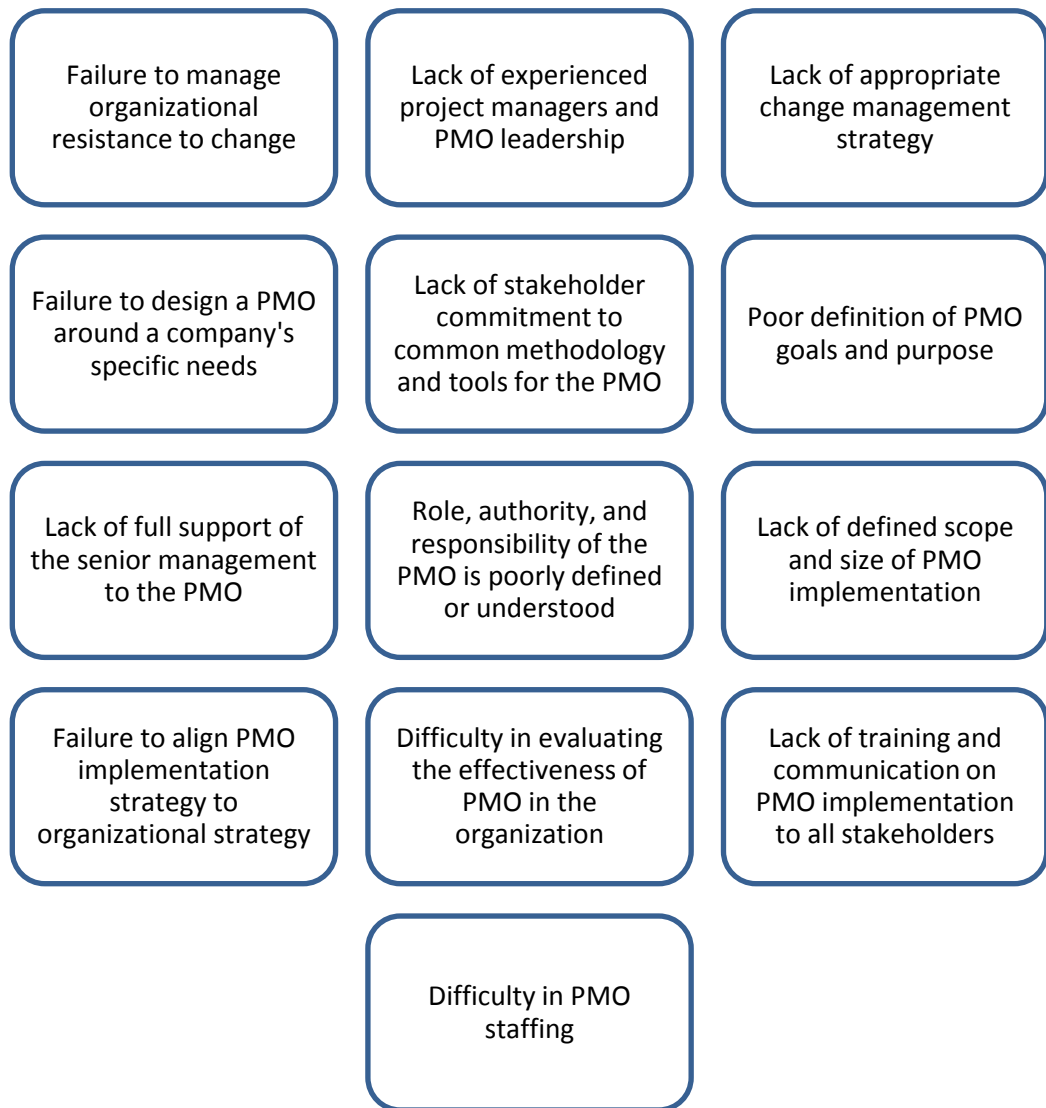 Failure to manage
organizational
resistance to change
Lack of experienced
project managers and
PMO leadership
Lack of appropriate
change management
strategy
Failure to design a PMO
around a company's
specific needs
Lack of stakeholder
commitment to
common methodology
and tools for the PMO
Poor definition of PMO
goals and purpose
Lack of full support of
the senior management
to the PMO
Role, authority, and
responsibility of the
PMO is poorly defined
or understood
Lack of defined scope
and size of PMO
implementation
Failure to align PMO
implementation
strategy to
organizational strategy
Difficulty in evaluating
the effectiveness of
PMO in the
organization
Lack of training and
communication on
PMO implementation
to all stakeholders
Difficulty in PMO
staffing